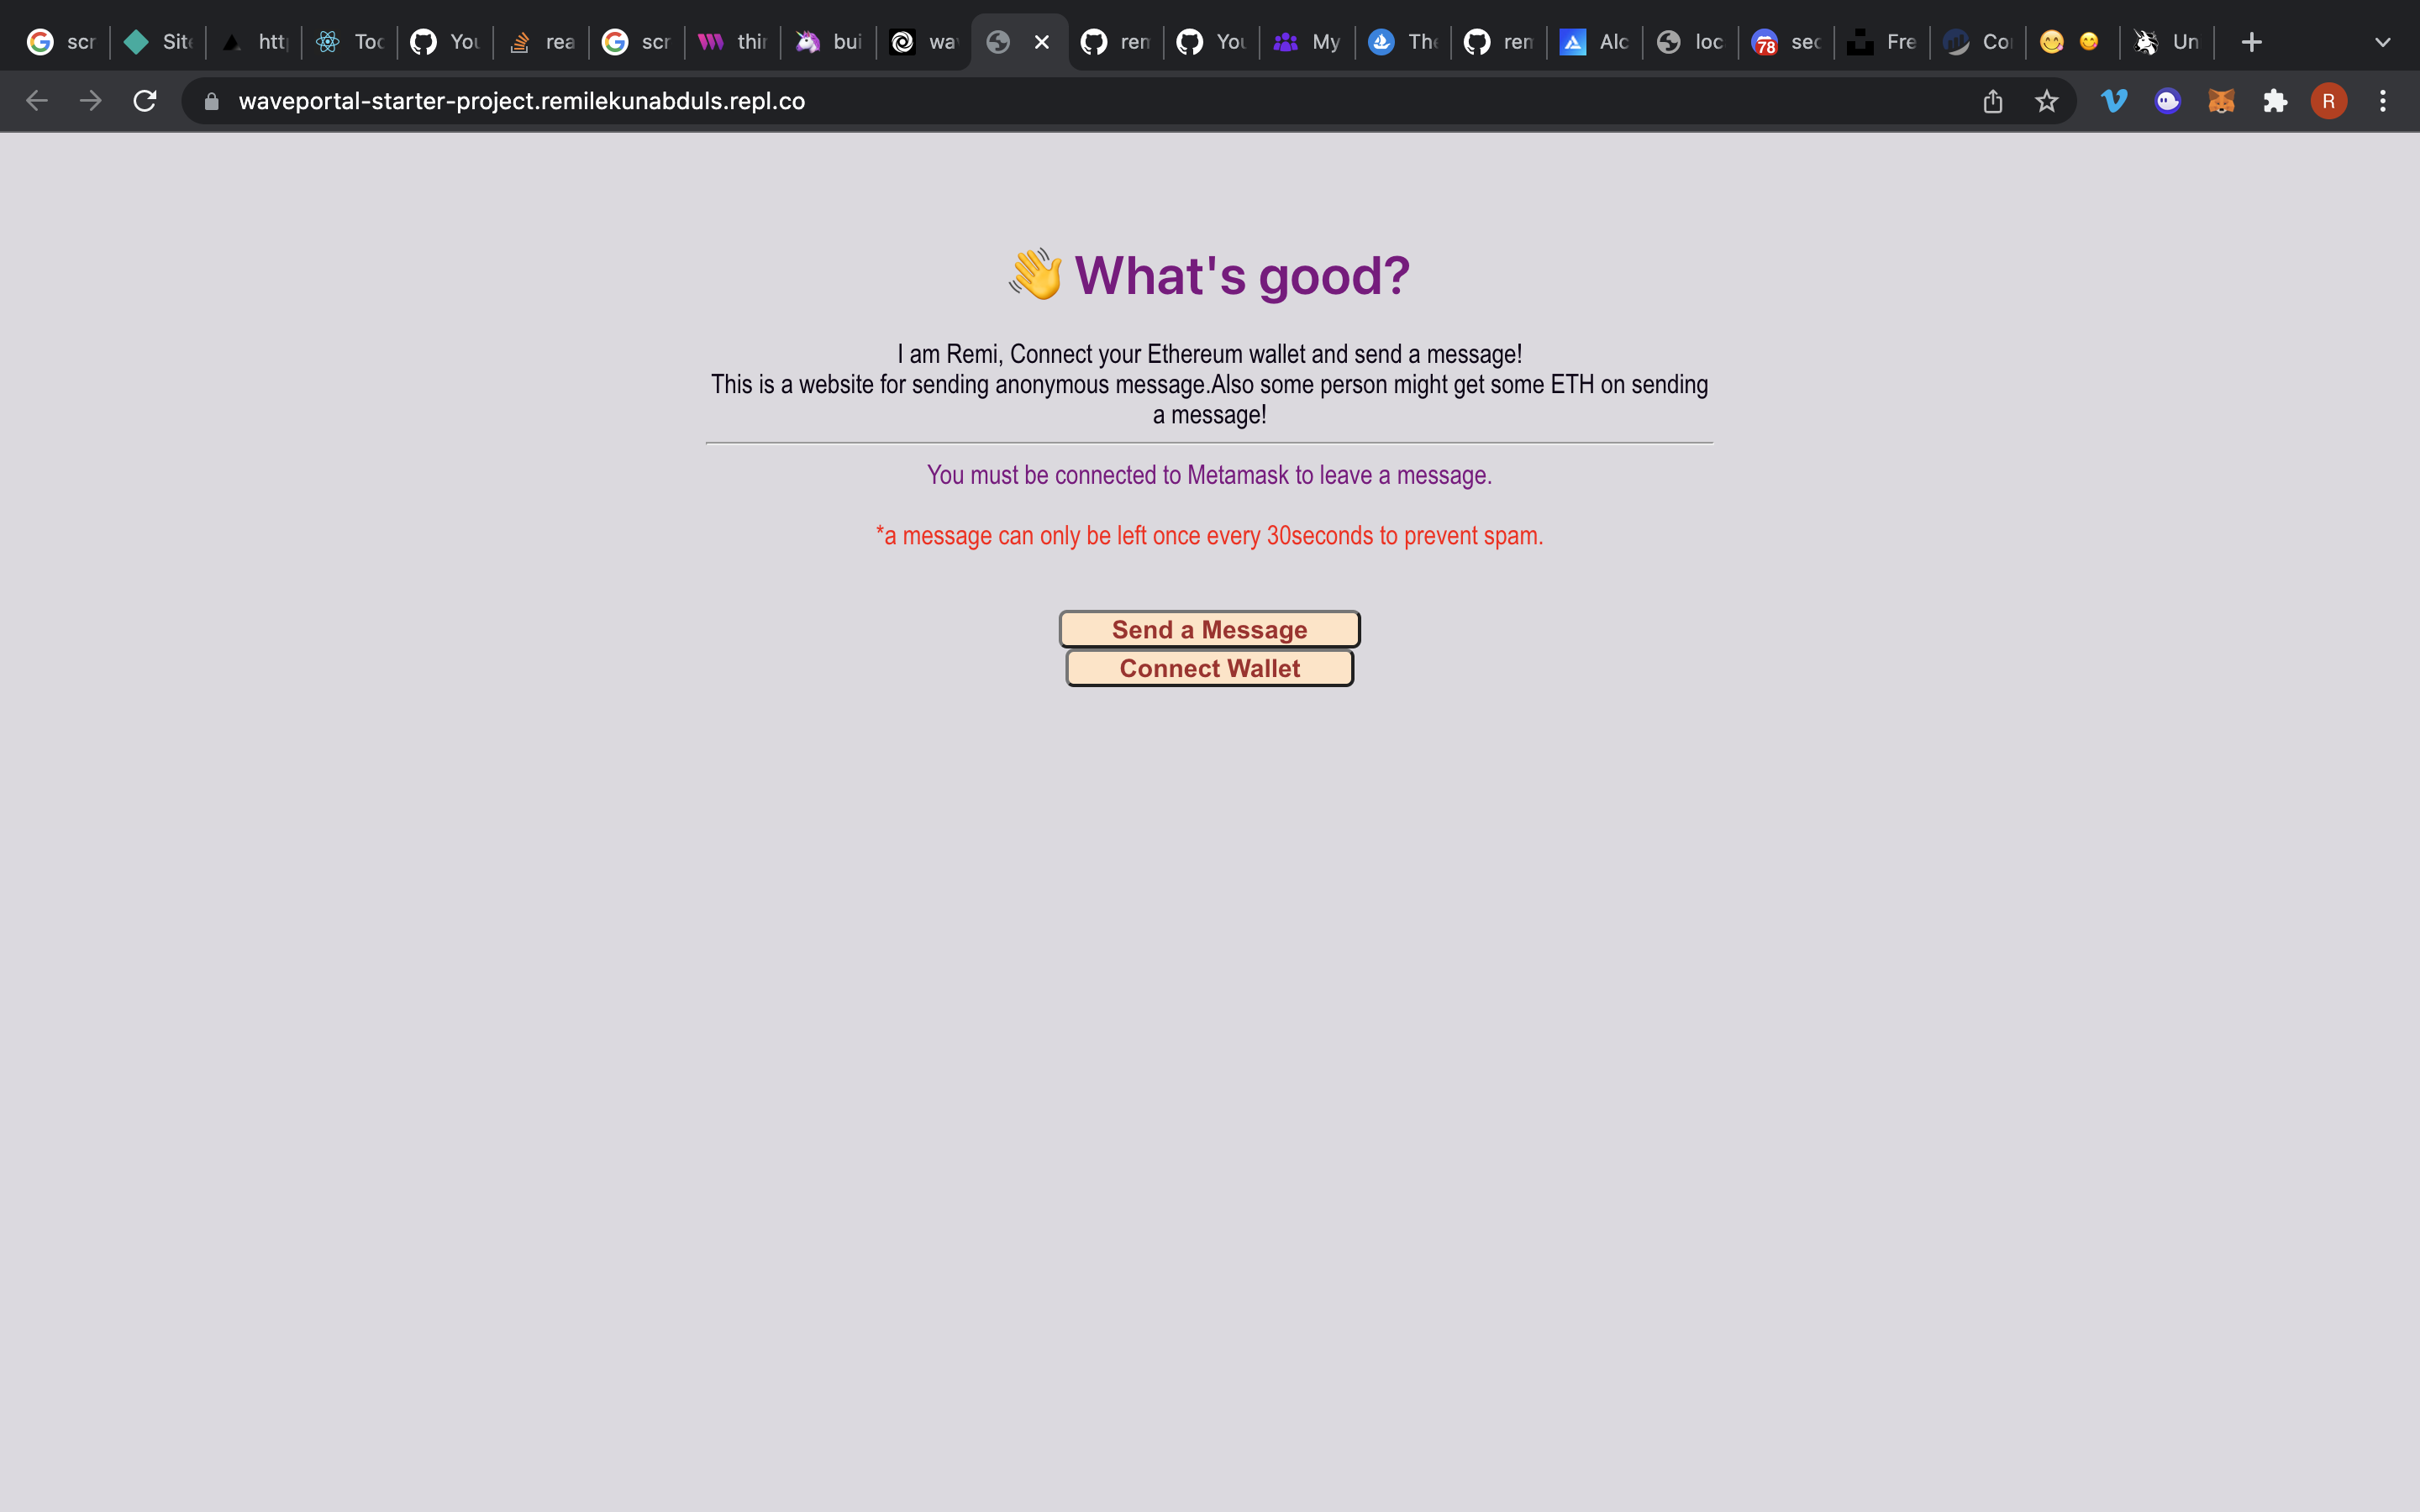 scr
Sit
htt
Too
You
rea
scr
thir
bui
wa
rem
You
My
The
rem
Alc
loc
78
sec
Fre
Co
Un
waveportal-starter-project.remilekunabduls.repl.co
R
👋 What's good?
I am Remi, Connect your Ethereum wallet and send a message!
This is a website for sending anonymous message.Also some person might get some ETH on sending
a message!
You must be connected to Metamask to leave a message.
*a message can only be left once every 30seconds to prevent spam.
Send a Message
Connect Wallet